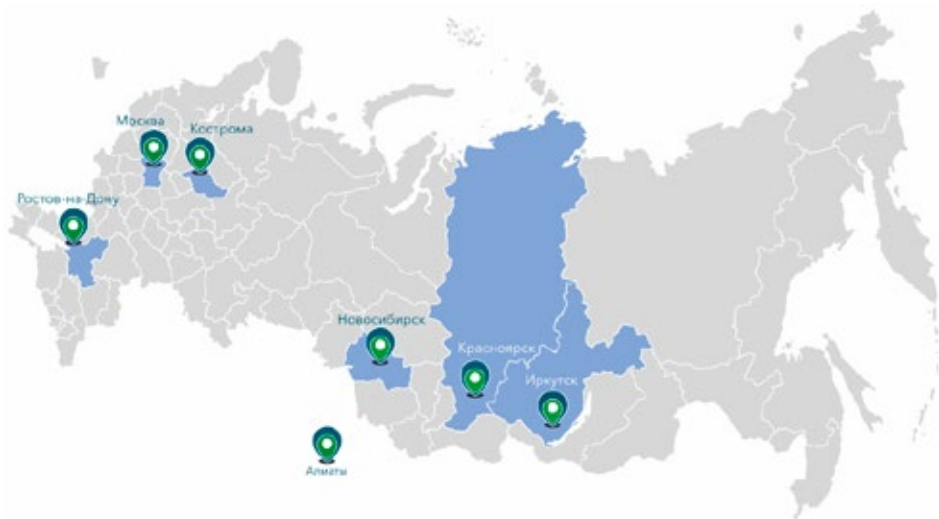 Москва
Кострома
Ростов-на-Дону
Новосибирск
Красноярск
Иркутск
Алматы